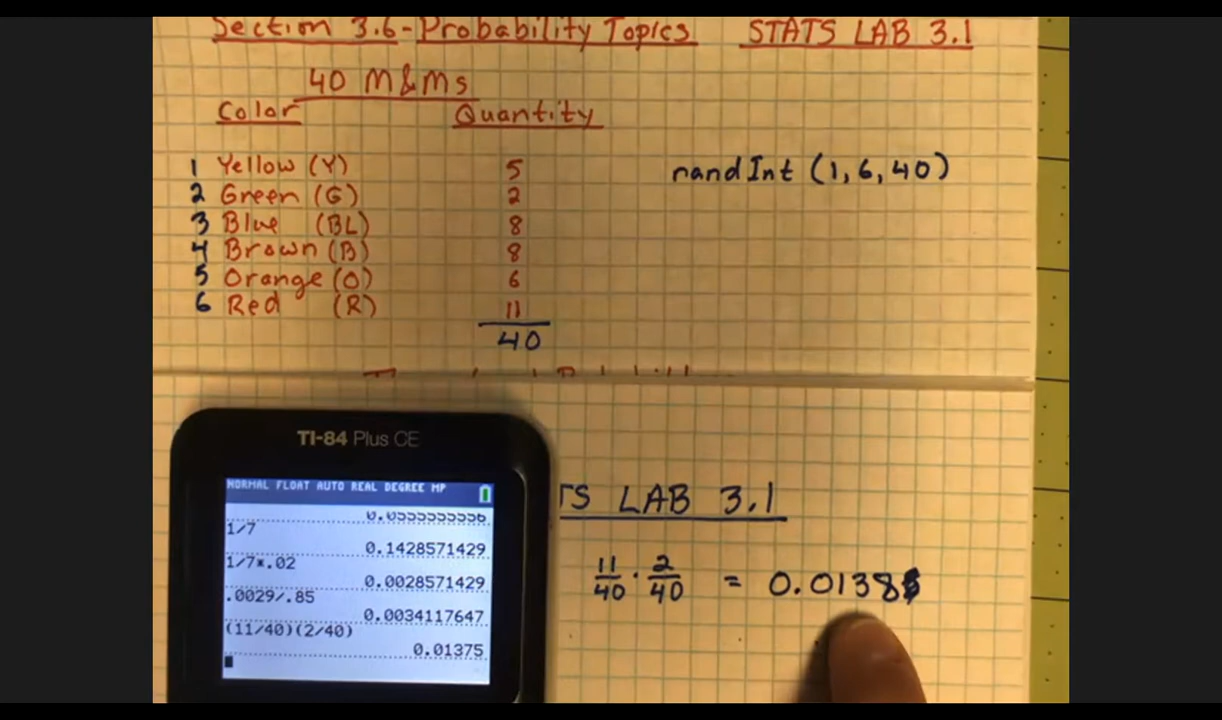 Section 3.6-Probability Topics STATS LAB 3.1
40 M&Ms
Color Quantity
1 Yellow (Y) 5 randInt (1, 6, 40)
2 Green (G) 2
3 Blue (BL) 8
4 Brown (B) 8
5 Orange (O) 6
6 Red (R) 11
40
TI-84 Plus CE
NORMAL FLOAT AUTO REAL DEGREE MP
1/7
0.1428571429
1/7*.02
0.0028571429
.0029/.85
0.0034117647
(11/40)(2/40)
0.01375
TS LAB 3.1
11/40 · 2/40 = 0.0138